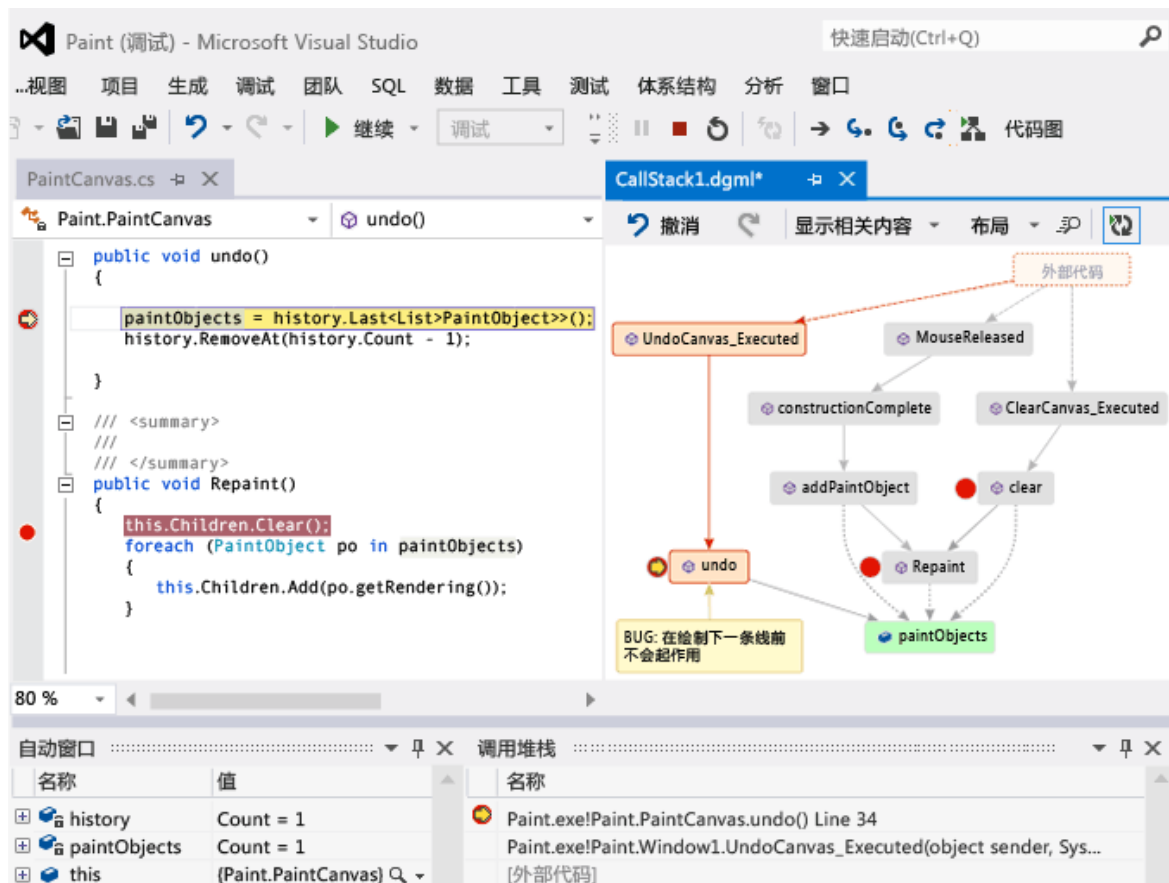 Paint (调试) - Microsoft Visual Studio
快速启动(Ctrl+Q)
...视图 项目 生成 调试 团队 SQL 数据 工具 测试 体系结构 分析 窗口
继续 调试 代码图
PaintCanvas.cs
CallStack1.dgml*
Paint.PaintCanvas undo()
撤消 显示相关内容 布局
public void undo()
{
paintObjects = history.Last<List>PaintObject>>();
history.RemoveAt(history.Count - 1);
}
/// <summary>
///
/// </summary>
public void Repaint()
{
this.Children.Clear();
foreach (PaintObject po in paintObjects)
{
this.Children.Add(po.getRendering());
}
80 %
外部代码
UndoCanvas_Executed
MouseReleased
constructionComplete
ClearCanvas_Executed
addPaintObject
clear
undo
Repaint
BUG: 在绘制下一条线前
不会起作用
paintObjects
自动窗口
名称 值
history Count = 1
paintObjects Count = 1
this {Paint.PaintCanvas}
调用堆栈
名称
Paint.exe!Paint.PaintCanvas.undo() Line 34
Paint.exe!Paint.Window1.UndoCanvas_Executed(object sender, Sys...
[外部代码]